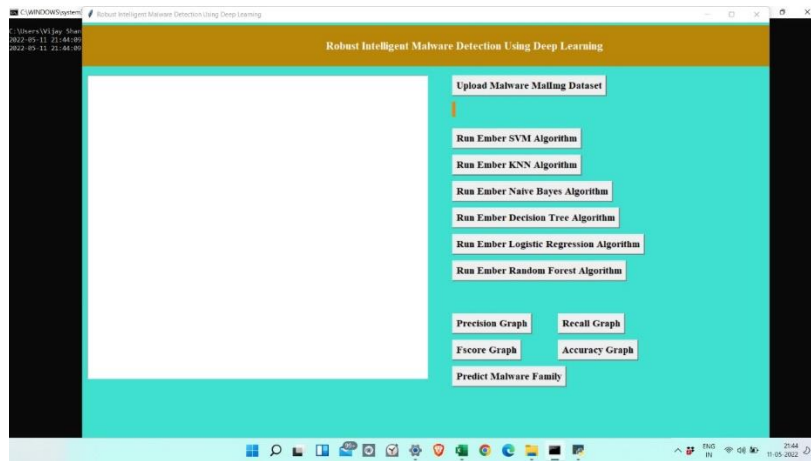 C:\WINDOWS\system
Robust Intelligent Malware Detection Using Deep Learning
C:\Users\Vijay Shan
2022-05-11 21:44:09
2022-05-11 21:44:09
Robust Intelligent Malware Detection Using Deep Learning
Upload Malware MalImg Dataset
Run Ember SVM Algorithm
Run Ember KNN Algorithm
Run Ember Naive Bayes Algorithm
Run Ember Decision Tree Algorithm
Run Ember Logistic Regression Algorithm
Run Ember Random Forest Algorithm
Precision Graph Recall Graph
Fscore Graph Accuracy Graph
Predict Malware Family
99+
ENG 21:44
IN 11-05-2022